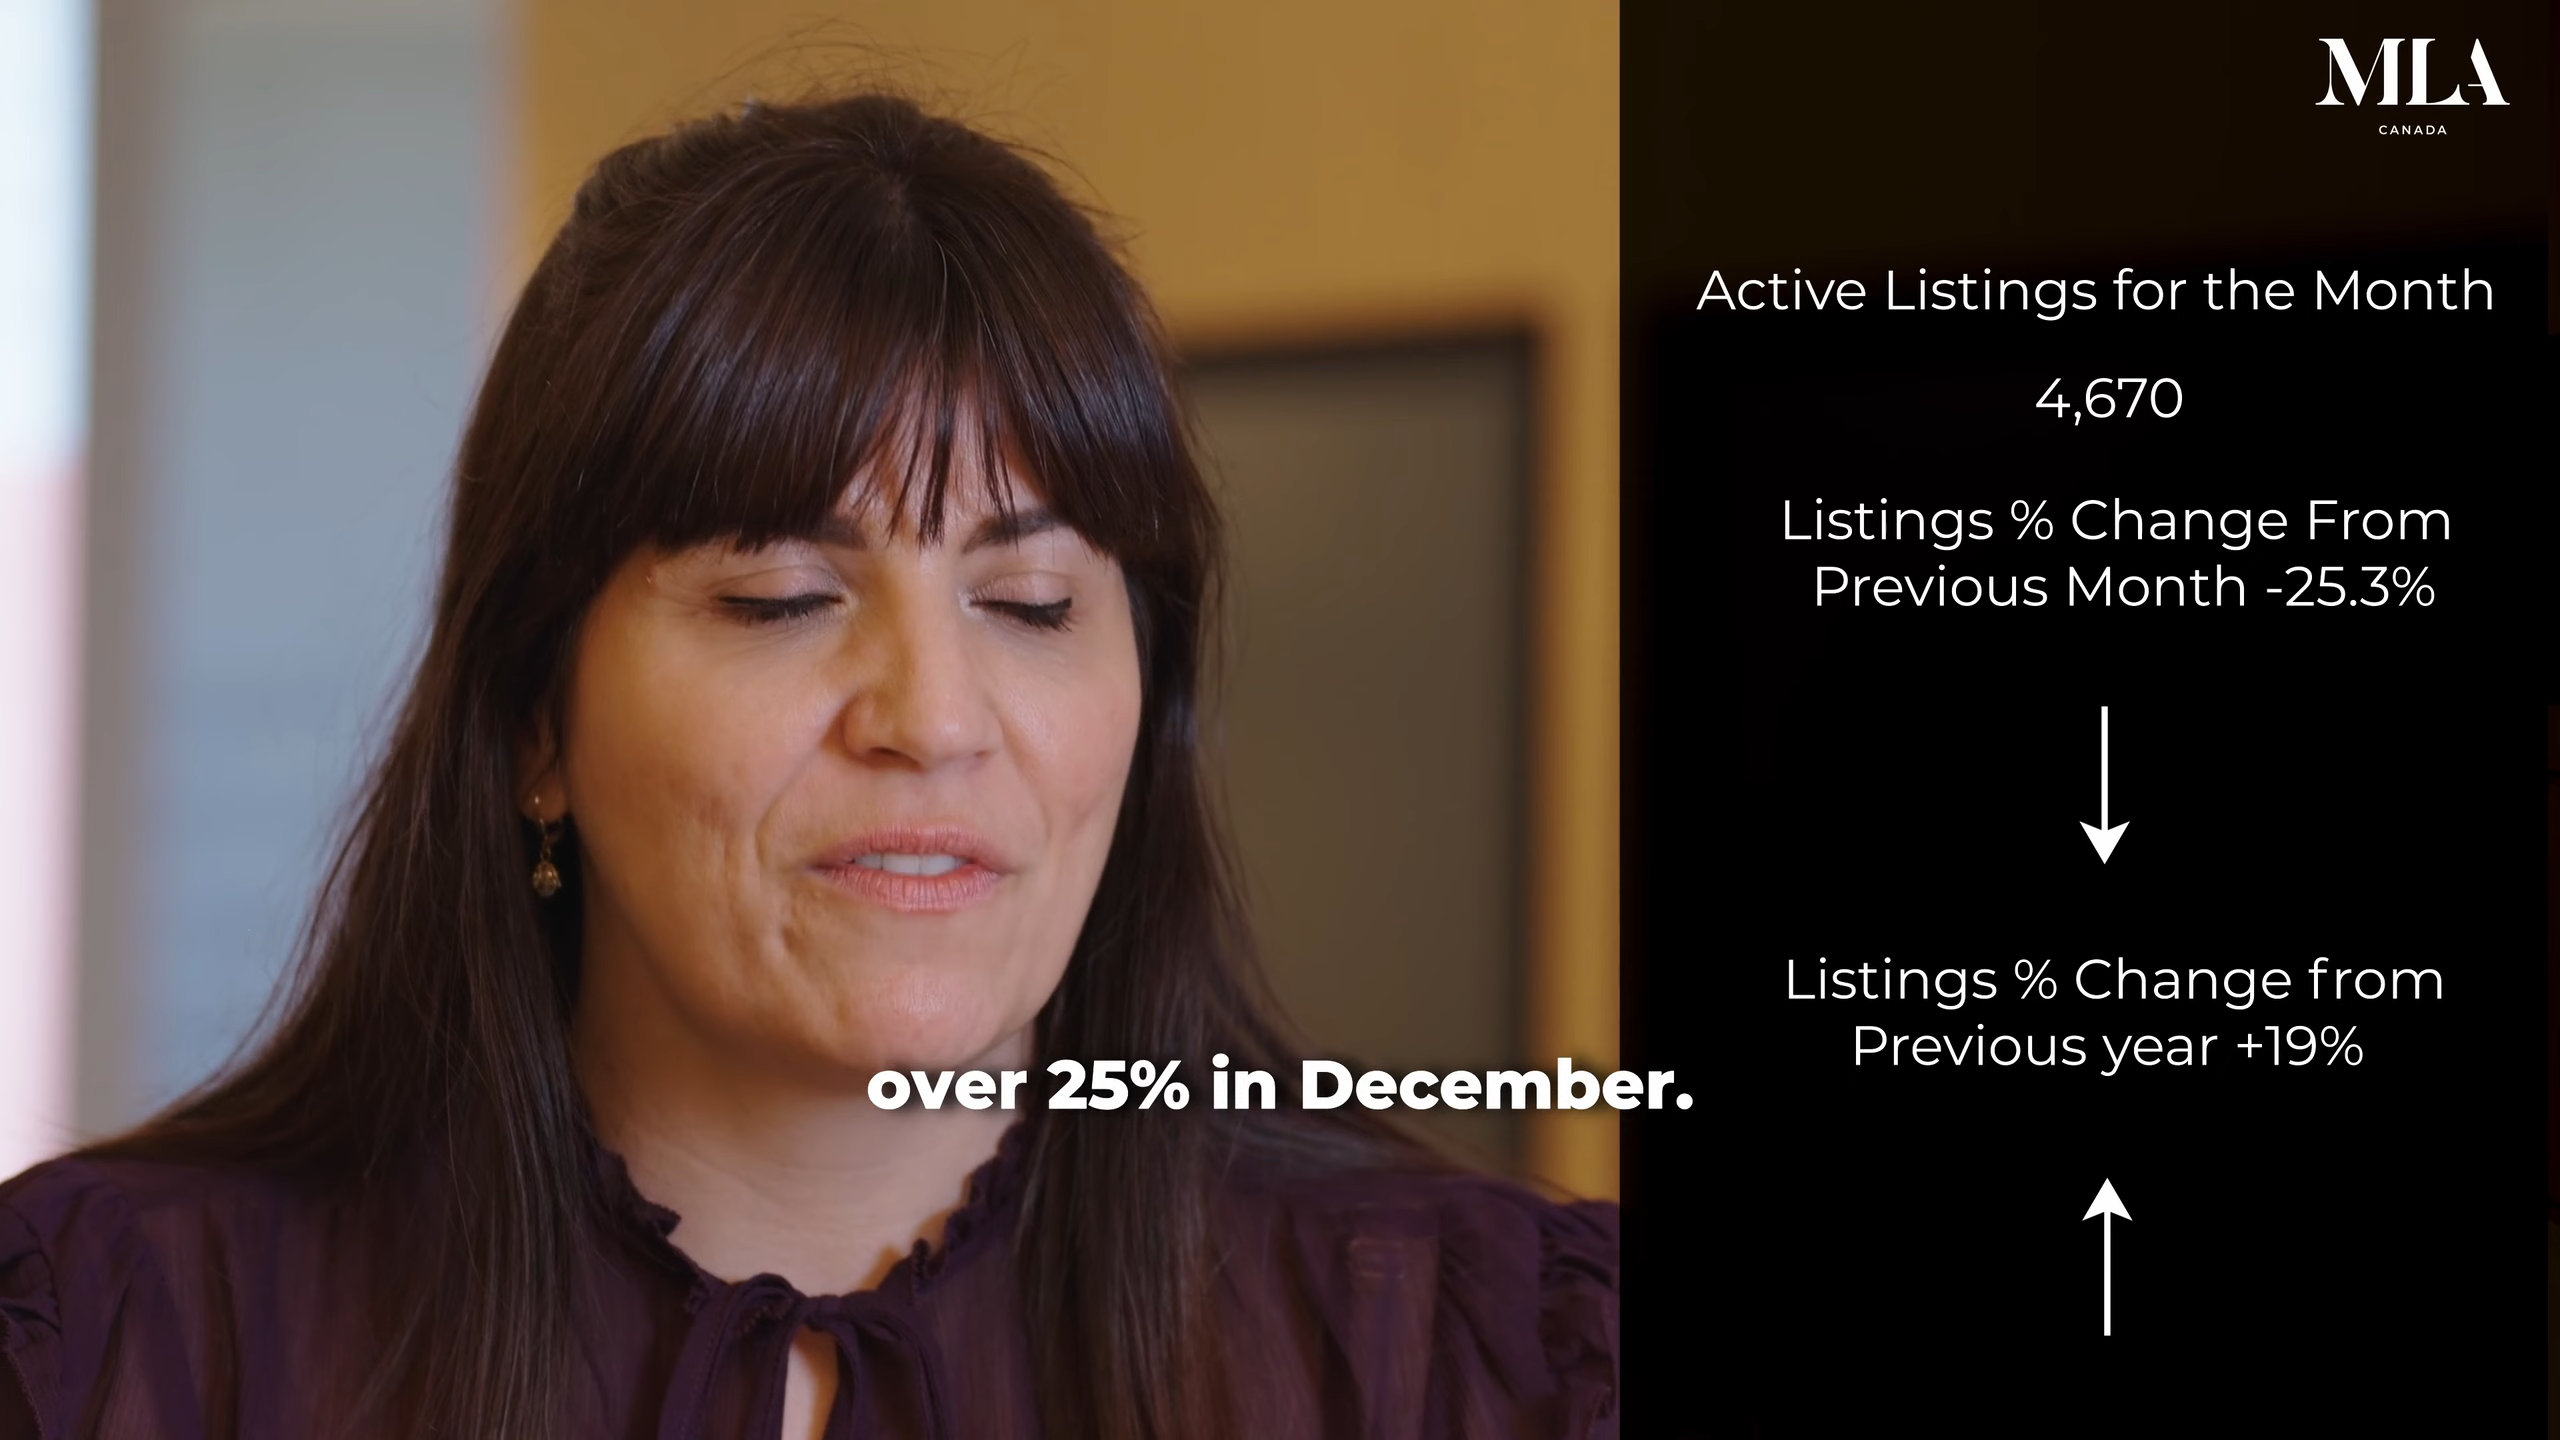 MLA
CANADA
Active Listings for the Month
4,670
Listings % Change From
Previous Month -25.3%
Listings % Change from
Previous year +19%
over 25% in December.